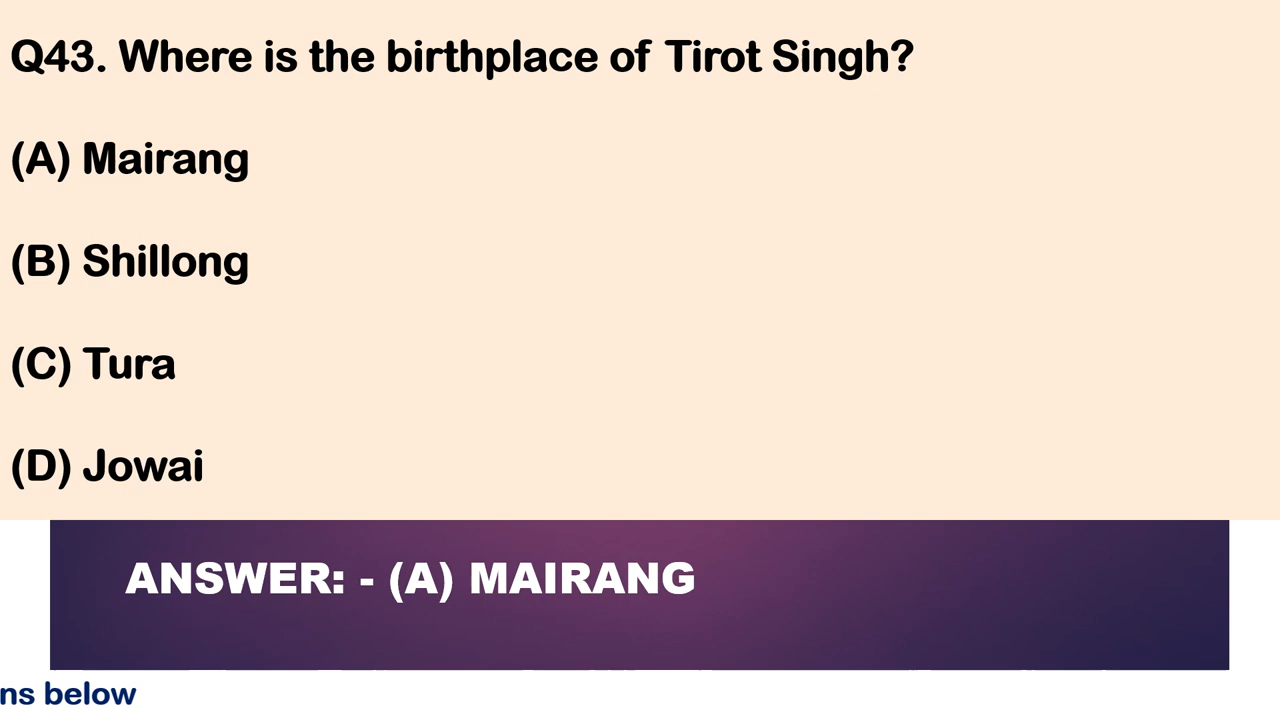 Q43. Where is the birthplace of Tirot Singh?
(A) Mairang
(B) Shillong
(C) Tura
(D) Jowai
ANSWER: - (A) MAIRANG
ns below